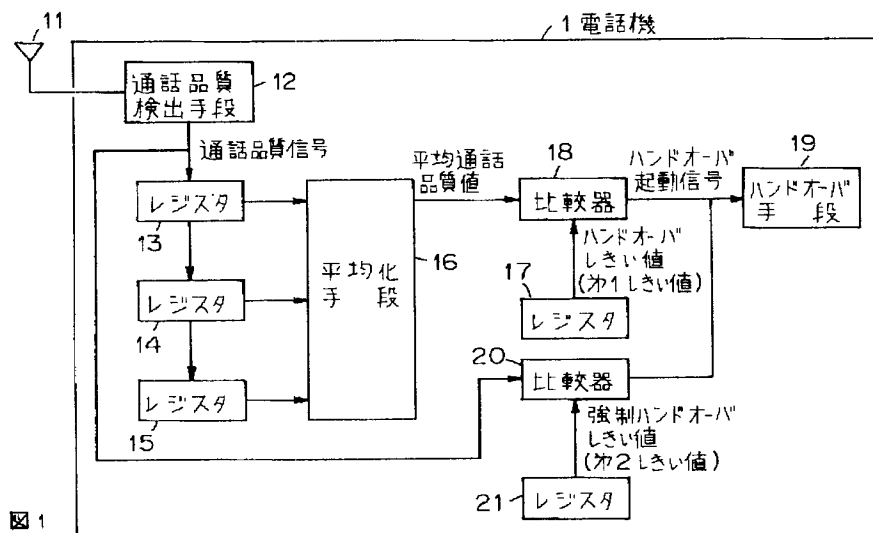 11
1 電話機
通話品質
検出手段
12
通話品質信号
レジスタ
13
レジスタ
14
レジスタ
15
平均化
手段
16
平均通話
品質値
18
比較器
ハンドオーバ
起動信号
19
ハンドオーバ
手段
ハンドオーバ
しきい値
(才1しきい値)
17
レジスタ
20
比較器
強制ハンドオーバ
しきい値
(才2しきい値)
21
レジスタ
図1